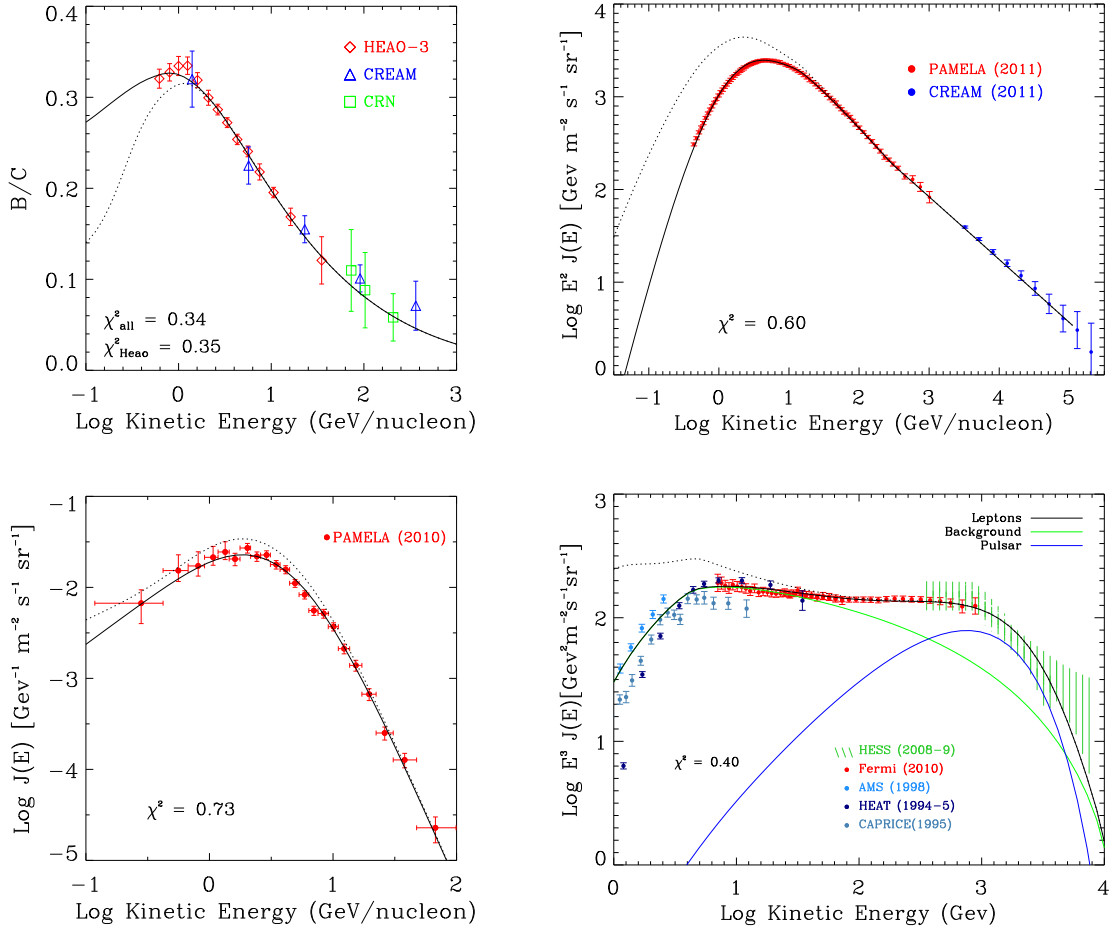 0.4
0.3
0.2
0.1
0.0
B/C
HEAO-3
CREAM
CRN
χ²all = 0.34
χ²Heao = 0.35
-1 0 1 2 3
Log Kinetic Energy (GeV/nucleon)
4
3
2
1
0
Log E² J(E) [Gev m⁻² s⁻¹ sr⁻¹]
PAMELA (2011)
CREAM (2011)
χ² = 0.60
-1 0 1 2 3 4 5
Log Kinetic Energy (GeV/nucleon)
-1
-2
-3
-4
-5
Log J(E) [Gev⁻¹ m⁻² s⁻¹ sr⁻¹]
PAMELA (2010)
χ² = 0.73
-1 0 1 2
Log Kinetic Energy (GeV/nucleon)
3
2
1
0
Log E³ J(E)[Gev²m⁻²s⁻¹sr⁻¹]
Leptons
Background
Pulsar
HESS (2008-9)
Fermi (2010)
AMS (1998)
HEAT (1994-5)
CAPRICE(1995)
χ² = 0.40
0 1 2 3 4
Log Kinetic Energy (Gev)